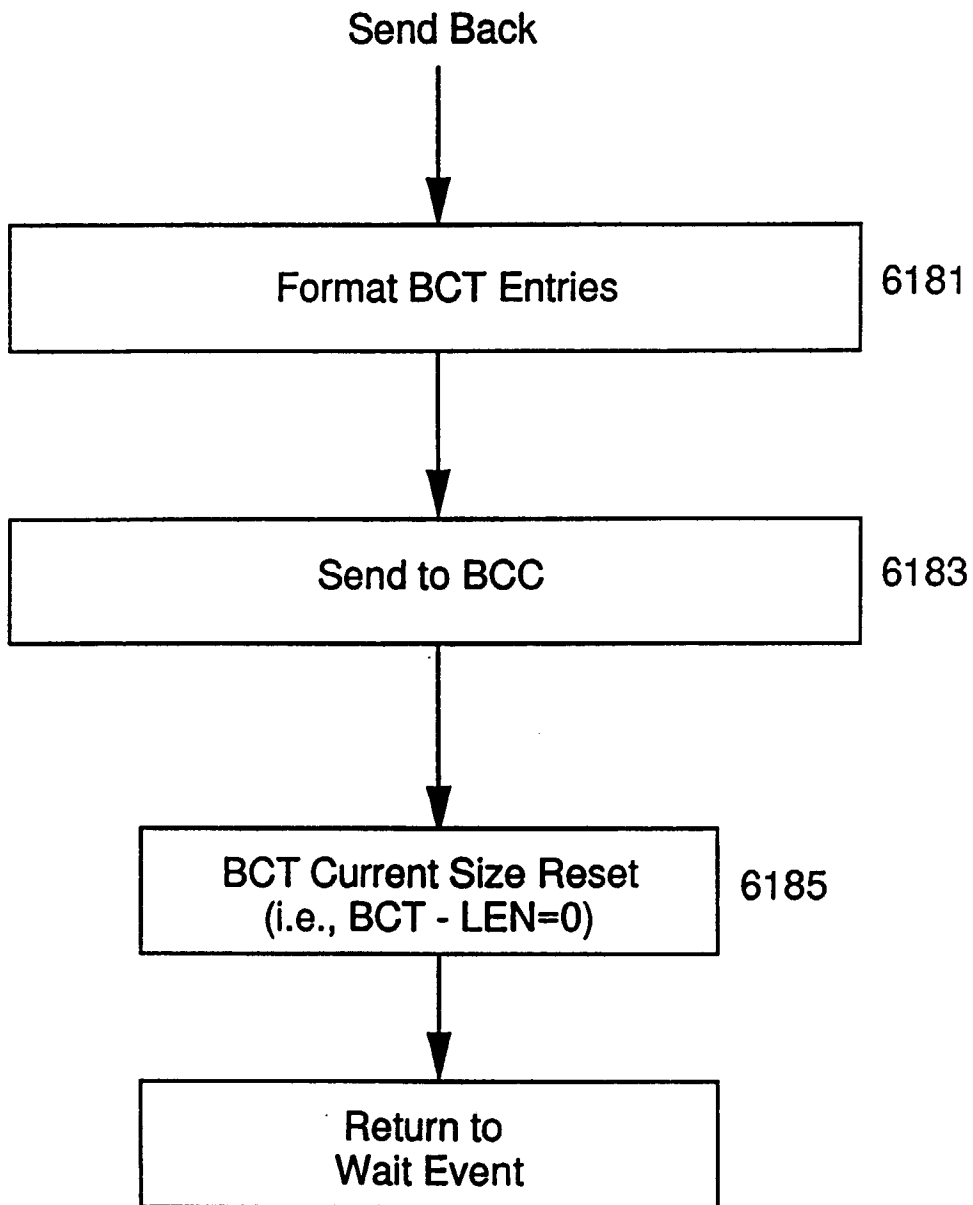 Send Back
Format BCT Entries
6181
Send to BCC
6183
BCT Current Size Reset
(i.e., BCT - LEN=0)
6185
Return to
Wait Event